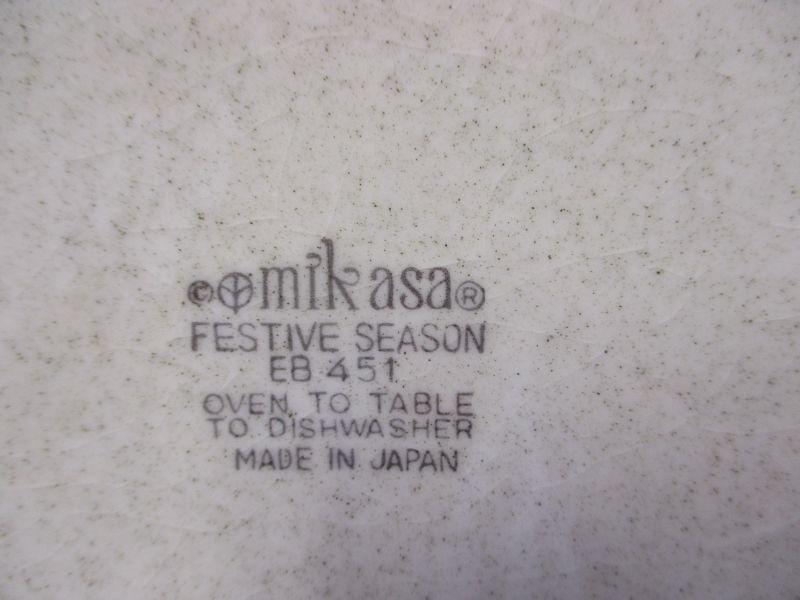 © mikasa®
FESTIVE SEASON
EB 451
OVEN TO TABLE
TO DISHWASHER
MADE IN JAPAN